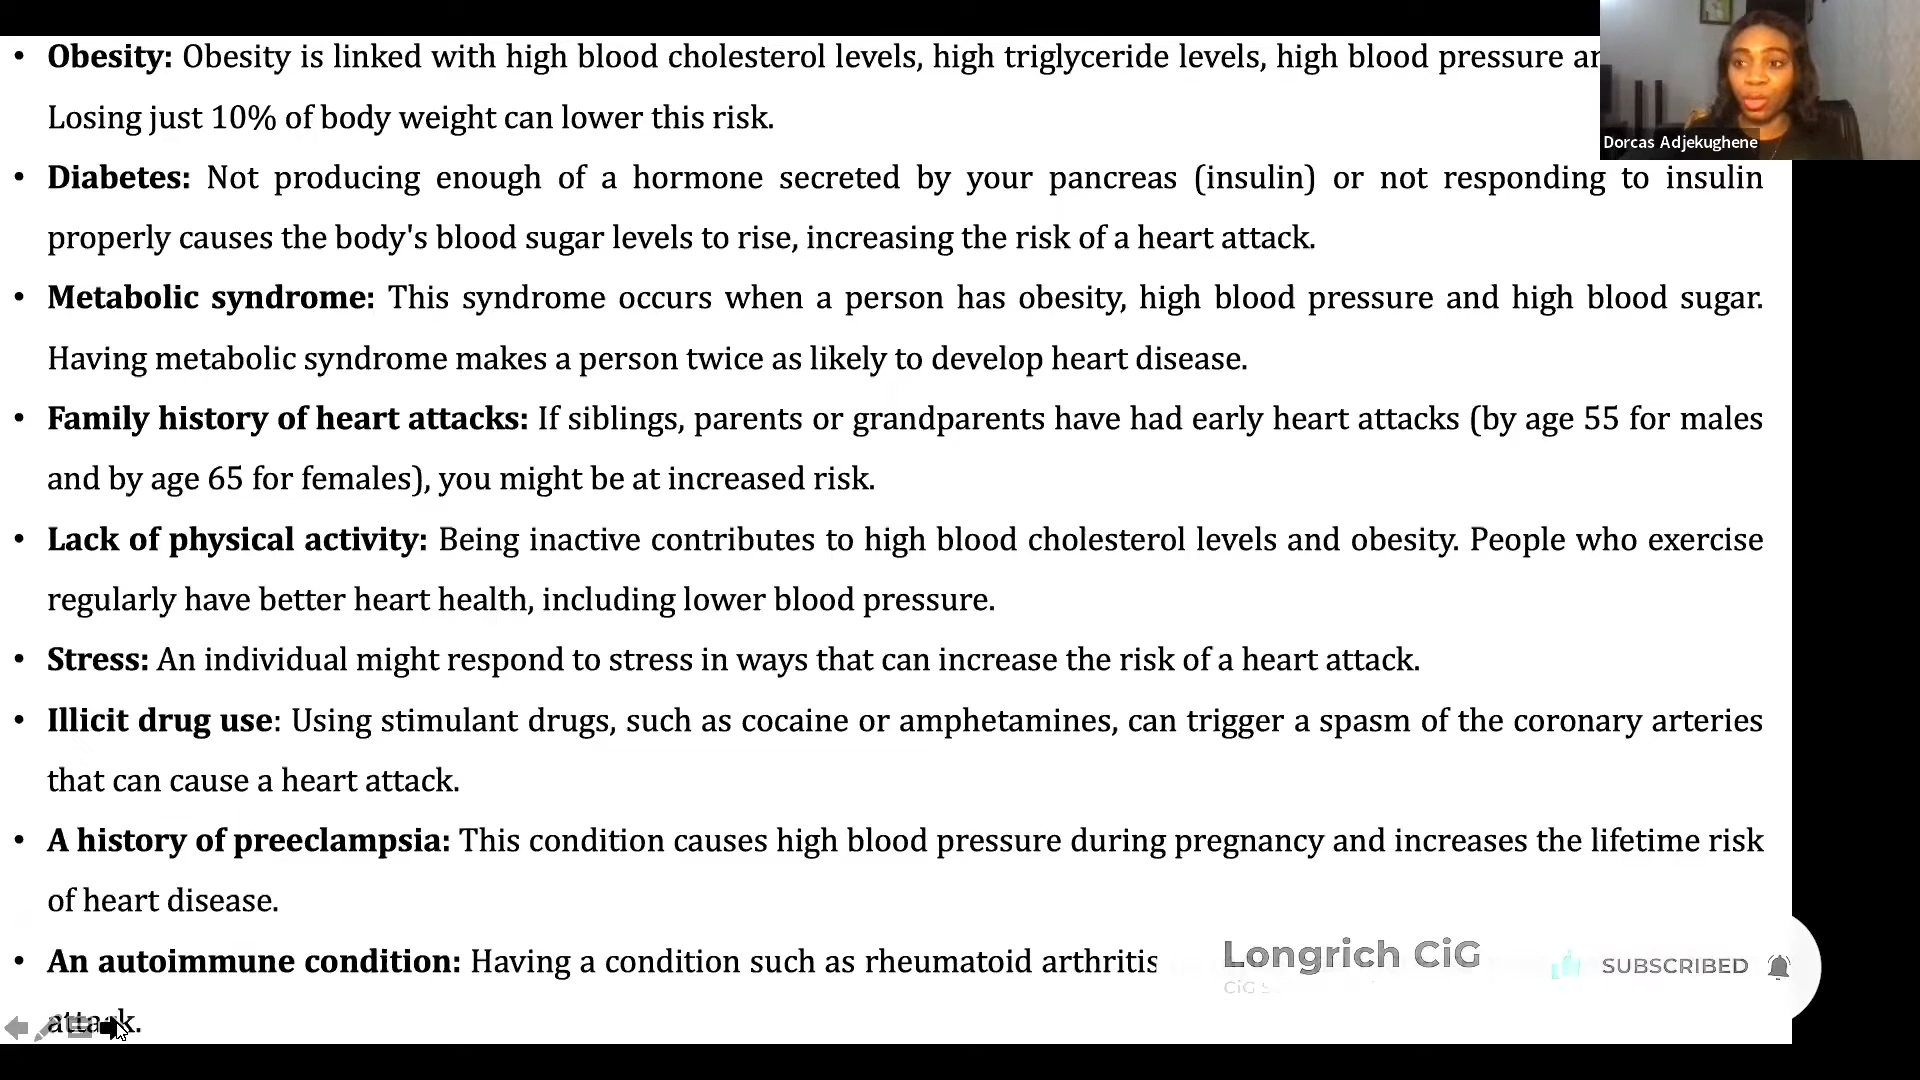 • Obesity: Obesity is linked with high blood cholesterol levels, high triglyceride levels, high blood pressure
Losing just 10% of body weight can lower this risk.
Dorcas Adjekughene
• Diabetes: Not producing enough of a hormone secreted by your pancreas (insulin) or not responding to insulin
properly causes the body's blood sugar levels to rise, increasing the risk of a heart attack.
• Metabolic syndrome: This syndrome occurs when a person has obesity, high blood pressure and high blood sugar.
Having metabolic syndrome makes a person twice as likely to develop heart disease.
• Family history of heart attacks: If siblings, parents or grandparents have had early heart attacks (by age 55 for males
and by age 65 for females), you might be at increased risk.
• Lack of physical activity: Being inactive contributes to high blood cholesterol levels and obesity. People who exercise
regularly have better heart health, including lower blood pressure.
• Stress: An individual might respond to stress in ways that can increase the risk of a heart attack.
• Illicit drug use: Using stimulant drugs, such as cocaine or amphetamines, can trigger a spasm of the coronary arteries
that can cause a heart attack.
• A history of preeclampsia: This condition causes high blood pressure during pregnancy and increases the lifetime risk
of heart disease.
• An autoimmune condition: Having a condition such as rheumatoid arthritis
Longrich CiG
CiG
SUBSCRIBED
attack.